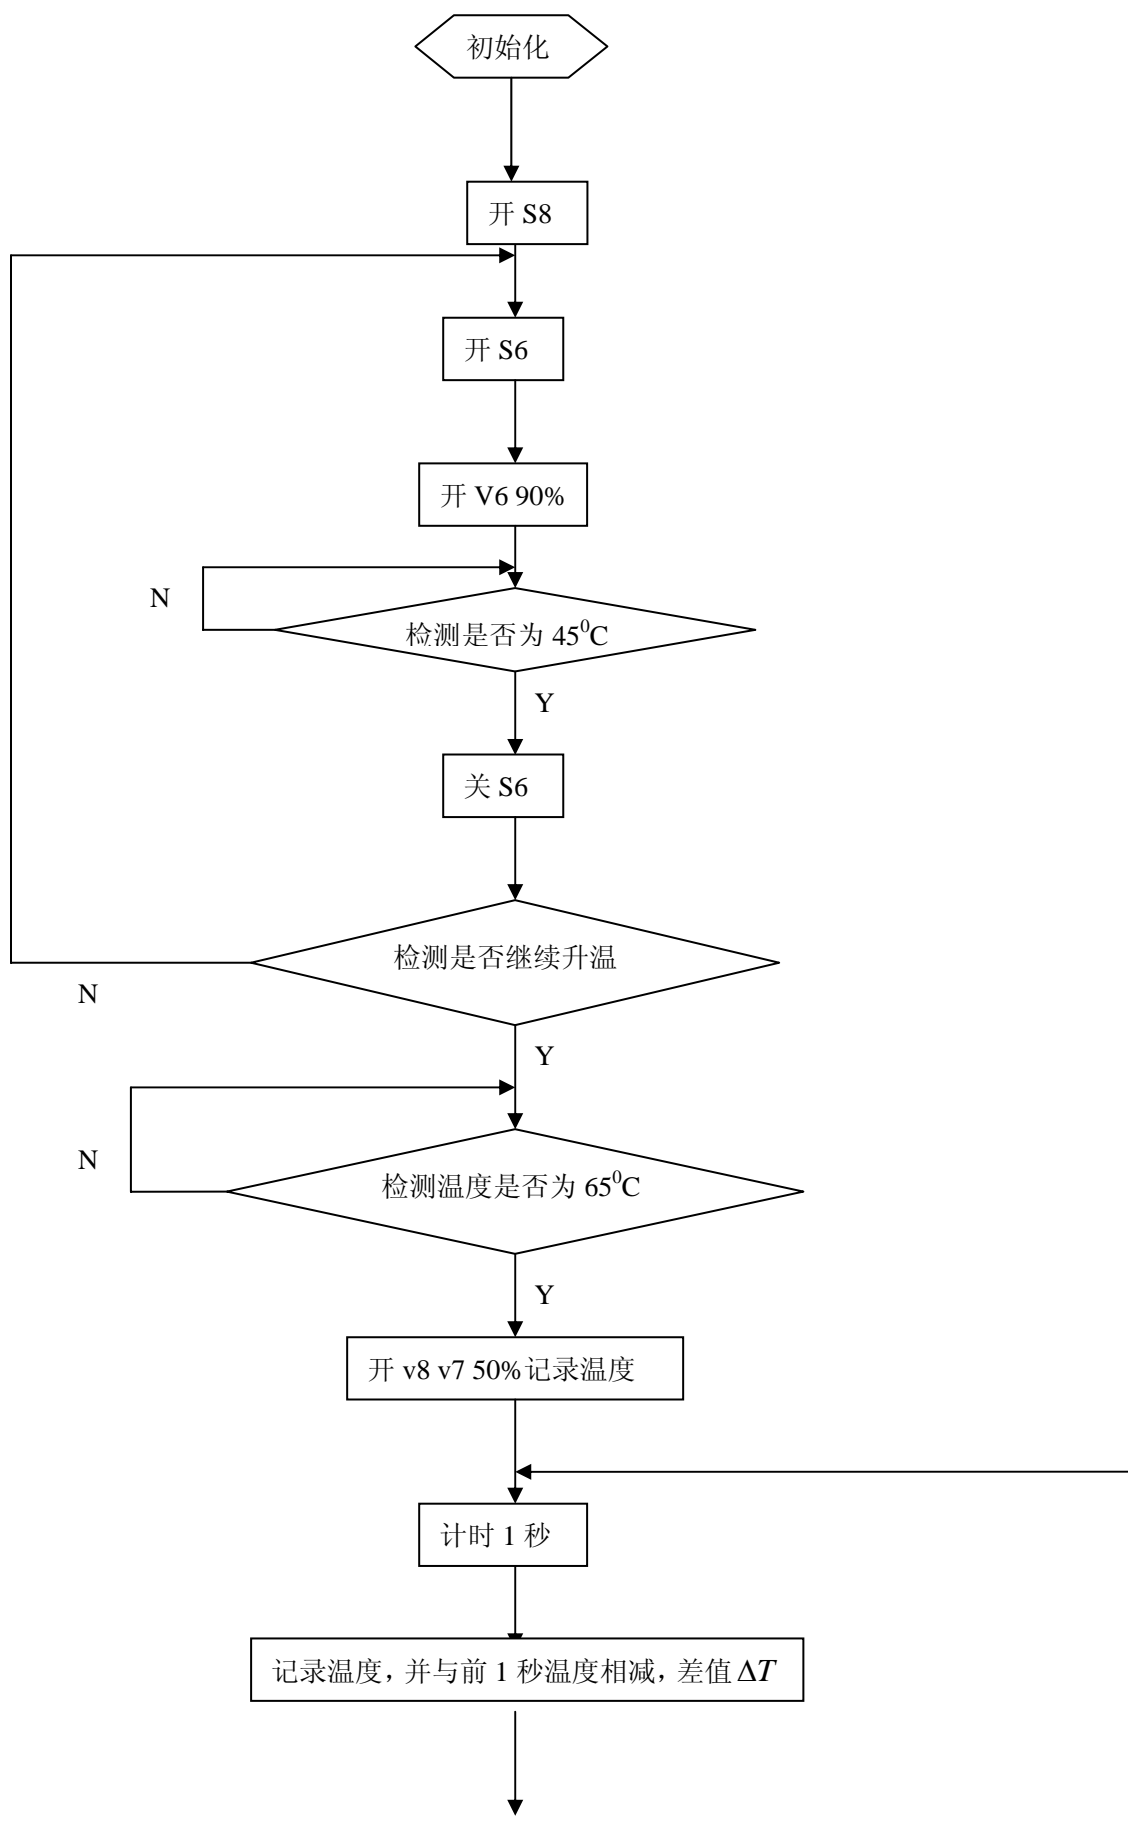 初始化
开 S8
开 S6
开 V6 90%
N
检测是否为 45⁰C
Y
关 S6
检测是否继续升温
N
Y
N
检测温度是否为 65⁰C
Y
开 v8 v7 50%记录温度
计时 1 秒
记录温度，并与前 1 秒温度相减，差值 ΔT